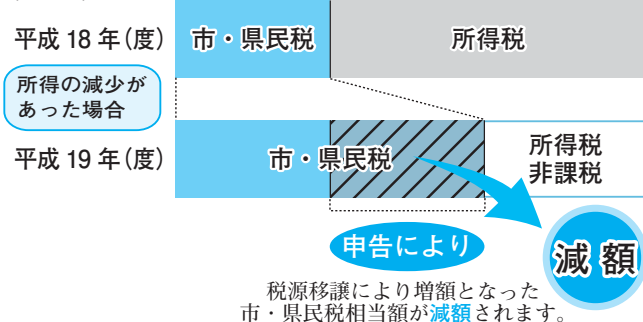 平成 18 年(度)
市・県民税
所得税
所得の減少が
あった場合
平成 19 年(度)
市・県民税
所得税
非課税
申告により
減 額
税源移譲により増額となった
市・県民税相当額が減額されます。